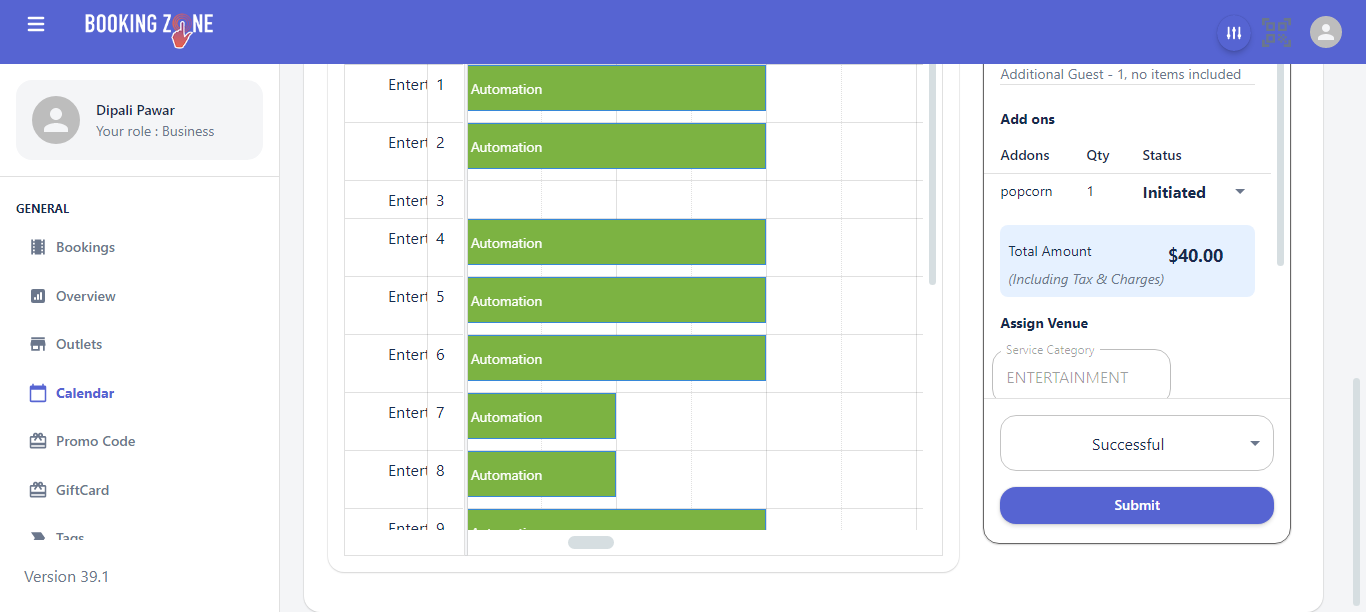 BOOKING ZONE
Dipali Pawar
Your role : Business
GENERAL
Bookings
Overview
Outlets
Calendar
Promo Code
GiftCard
Tags
Version 39.1
Entert 1 Automation
Entert 2 Automation
Entert 3
Entert 4 Automation
Entert 5 Automation
Entert 6 Automation
Entert 7 Automation
Entert 8 Automation
Entert 9 Automation
Additional Guest - 1, no items included
Add ons
Addons Qty Status
popcorn 1 Initiated
Total Amount $40.00
(Including Tax & Charges)
Assign Venue
Service Category
ENTERTAINMENT
Successful
Submit